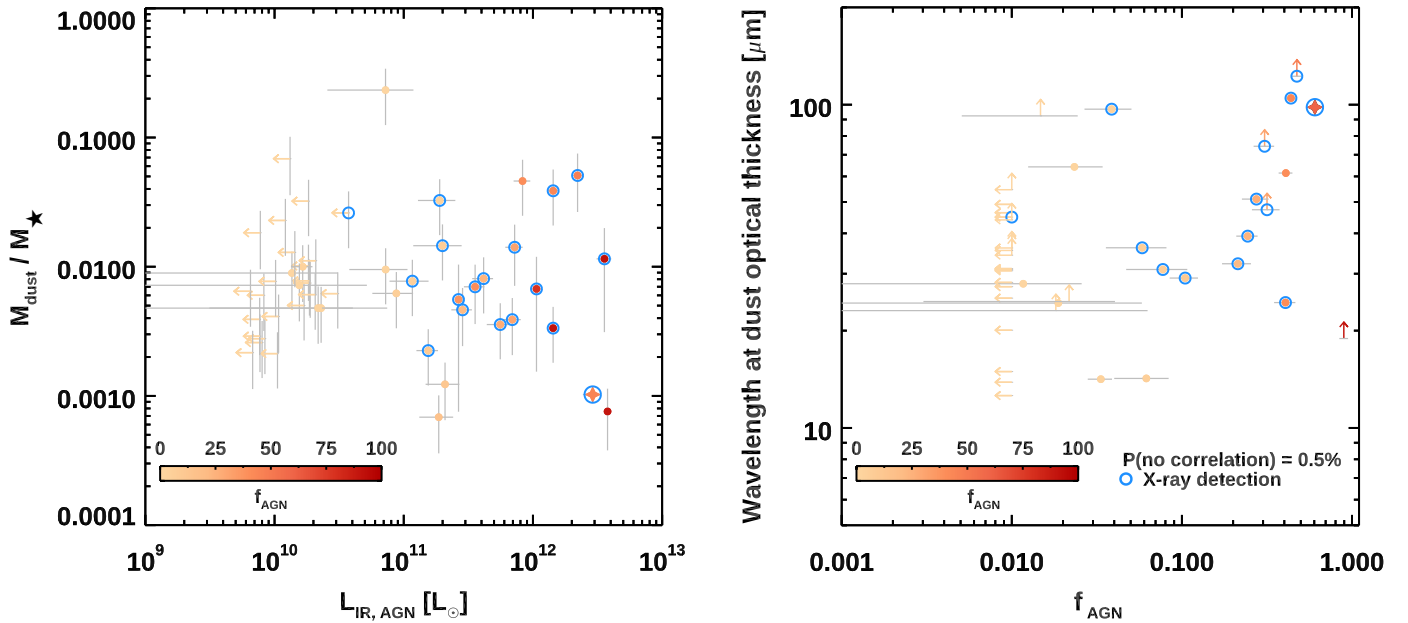 1.0000
0.1000
0.0100
0.0010
0.0001
M_dust / M★
0 25 50 75 100
f_AGN
10^9 10^10 10^11 10^12 10^13
L_IR, AGN [L_☉]
Wavelength at dust optical thickness [μm]
100
10
0 25 50 75 100
f_AGN
P(no correlation) = 0.5%
X-ray detection
0.001 0.010 0.100 1.000
f_AGN